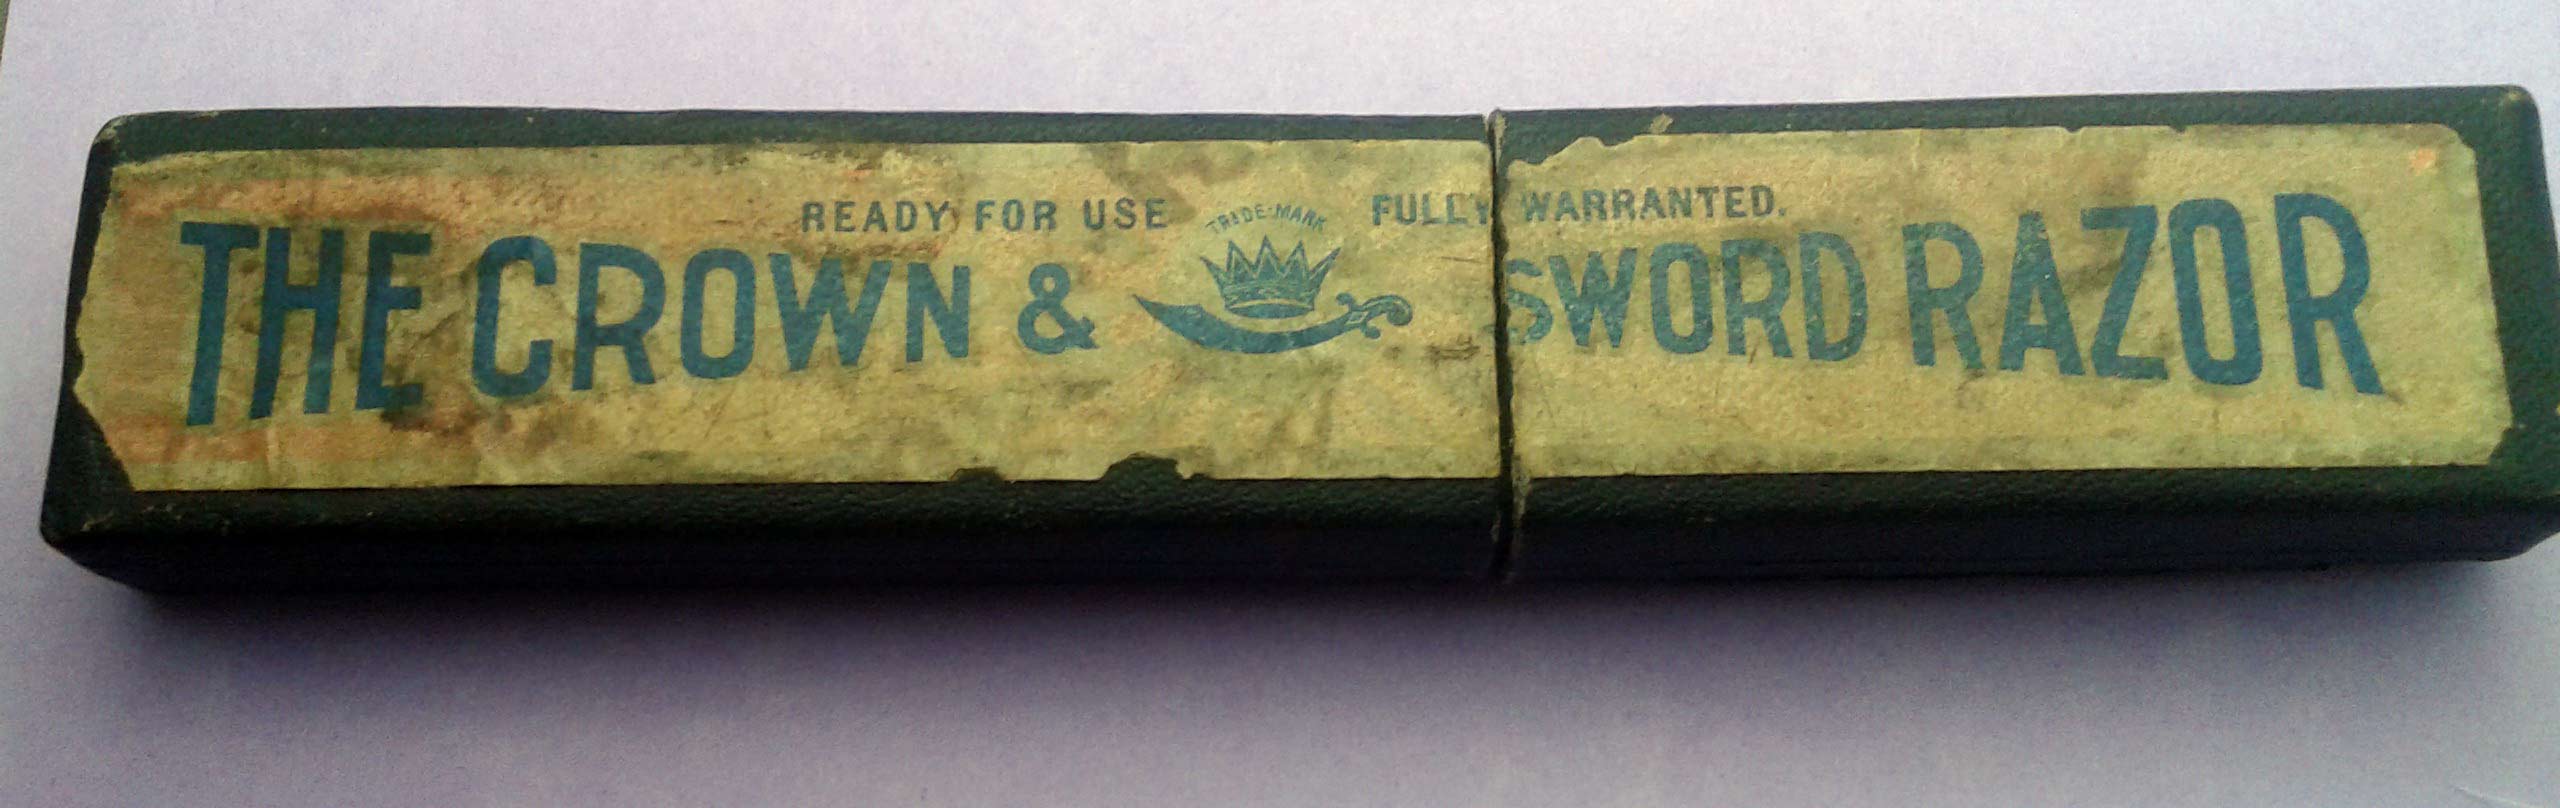 READY FOR USE FULLY WARRANTED.
TRADE-MARK
THE CROWN & SWORD RAZOR